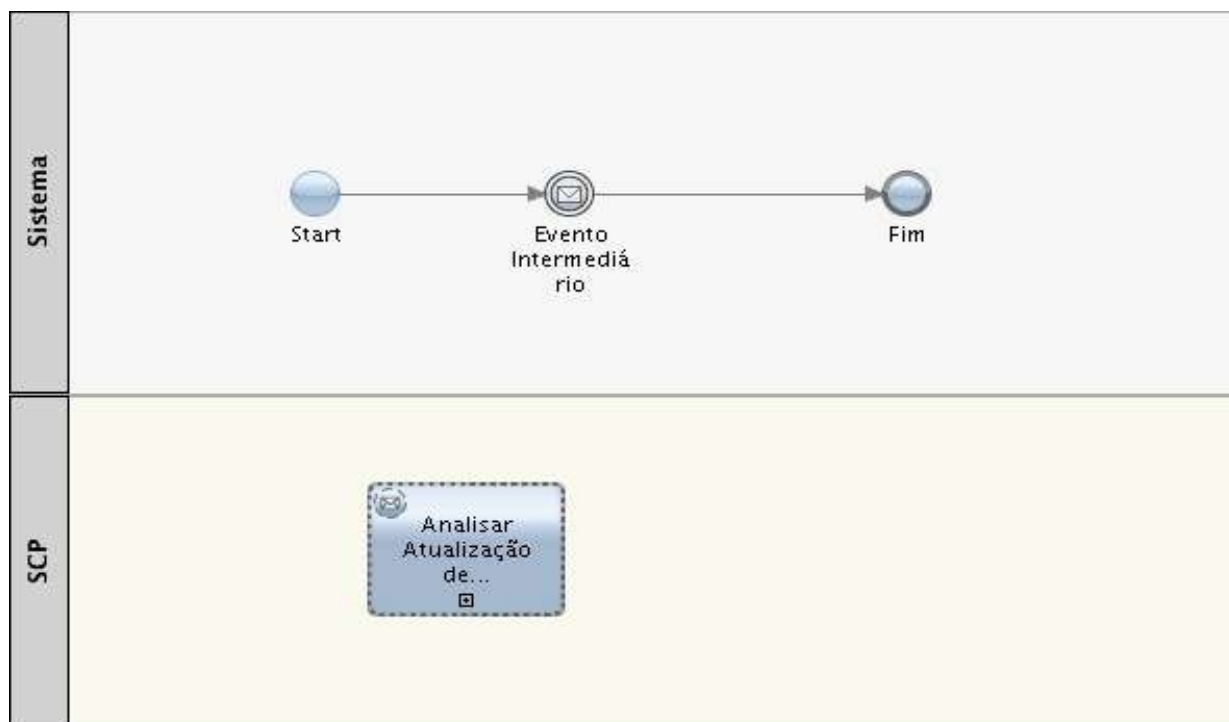 Sistema
Start
Evento
Intermediá
rio
Fim
SCP
Analisar
Atualização
de...